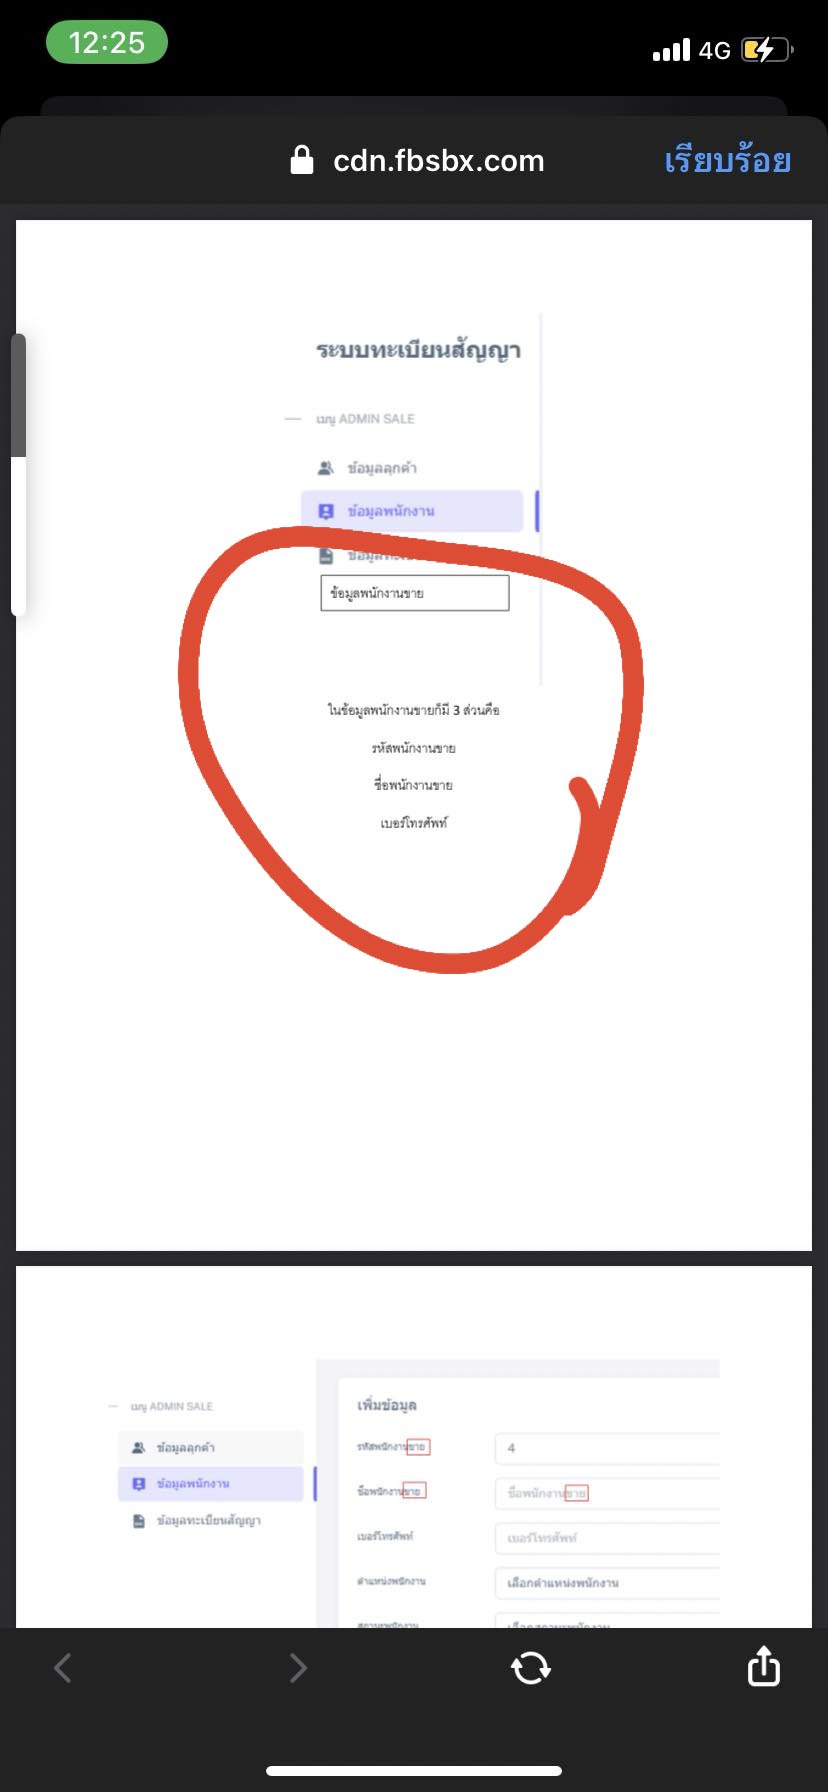 12:25
4G
cdn.fbsbx.com
เรียบร้อย
ระบบทะเบียนสัญญา
เมนู ADMIN SALE
ข้อมูลลูกค้า
ข้อมูลพนักงาน
ข้อมูลพนักงานขาย
ในข้อมูลพนักงานขายก็มี 3 ส่วนคือ
รหัสพนักงานขาย
ชื่อพนักงานขาย
เบอร์โทรศัพท์
เมนู ADMIN SALE
ข้อมูลลูกค้า
ข้อมูลพนักงาน
ข้อมูลทะเบียนสัญญา
เพิ่มข้อมูล
รหัสพนักงานขาย
4
ชื่อพนักงานขาย
ชื่อพนักงานขาย
เบอร์โทรศัพท์
เบอร์โทรศัพท์
ตำแหน่งพนักงาน
เลือกตำแหน่งพนักงาน